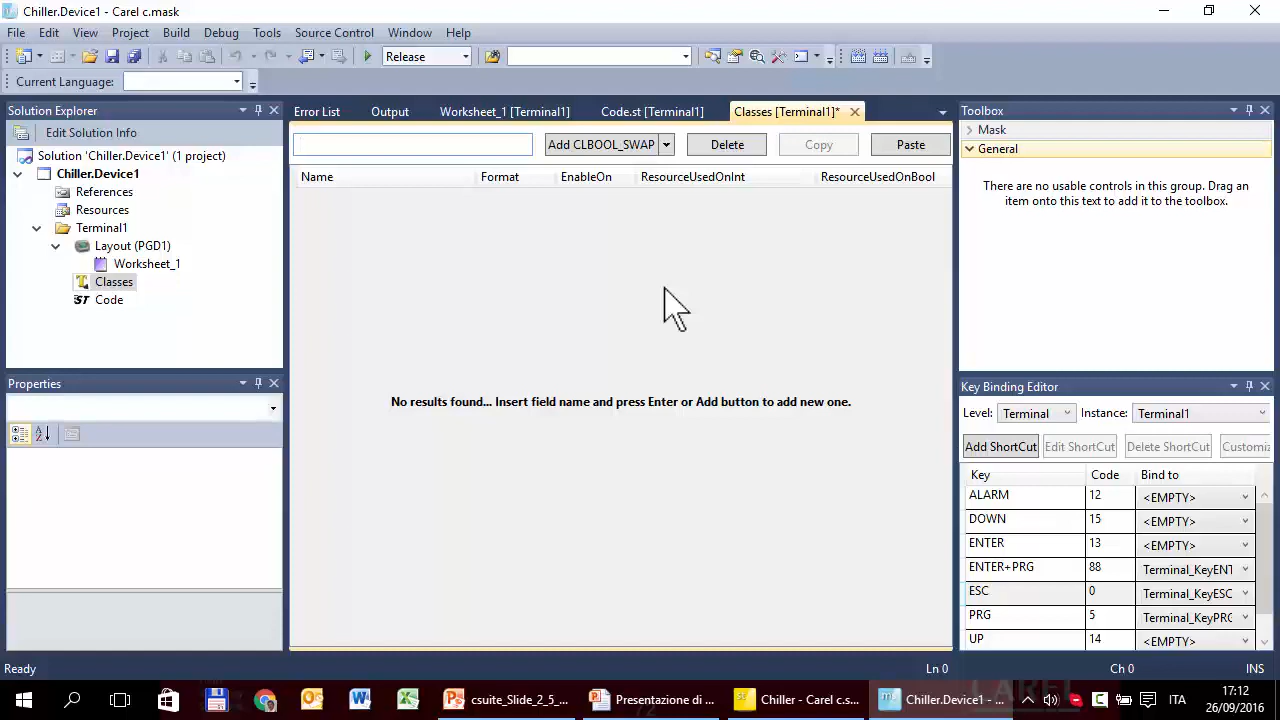 Chiller.Device1 - Carel c.mask
File Edit View Project Build Debug Tools Source Control Window Help
Release
Current Language:
Solution Explorer
Edit Solution Info
Solution 'Chiller.Device1' (1 project)
Chiller.Device1
References
Resources
Terminal1
Layout (PGD1)
Worksheet_1
Classes
ST Code
Properties
Error List Output Worksheet_1 [Terminal1] Code.st [Terminal1] Classes [Terminal1]*
Add CLBOOL_SWAP Delete Copy Paste
Name Format EnableOn ResourceUsedOnInt ResourceUsedOnBool
No results found... Insert field name and press Enter or Add button to add new one.
Toolbox
Mask
General
There are no usable controls in this group. Drag an
item onto this text to add it to the toolbox.
Key Binding Editor
Level: Terminal Instance: Terminal1
Add ShortCut Edit ShortCut Delete ShortCut Customiz
Key Code Bind to
ALARM 12 <EMPTY>
DOWN 15 <EMPTY>
ENTER 13 <EMPTY>
ENTER+PRG 88 Terminal_KeyENT
ESC 0 Terminal_KeyESC
PRG 5 Terminal_KeyPRG
UP 14 <EMPTY>
Ready Ln 0 Ch 0 INS
csuite_Slide_2_5_... Presentazione di ... Chiller - Carel c.s... Chiller.Device1 - ... ITA 17:12
26/09/2016